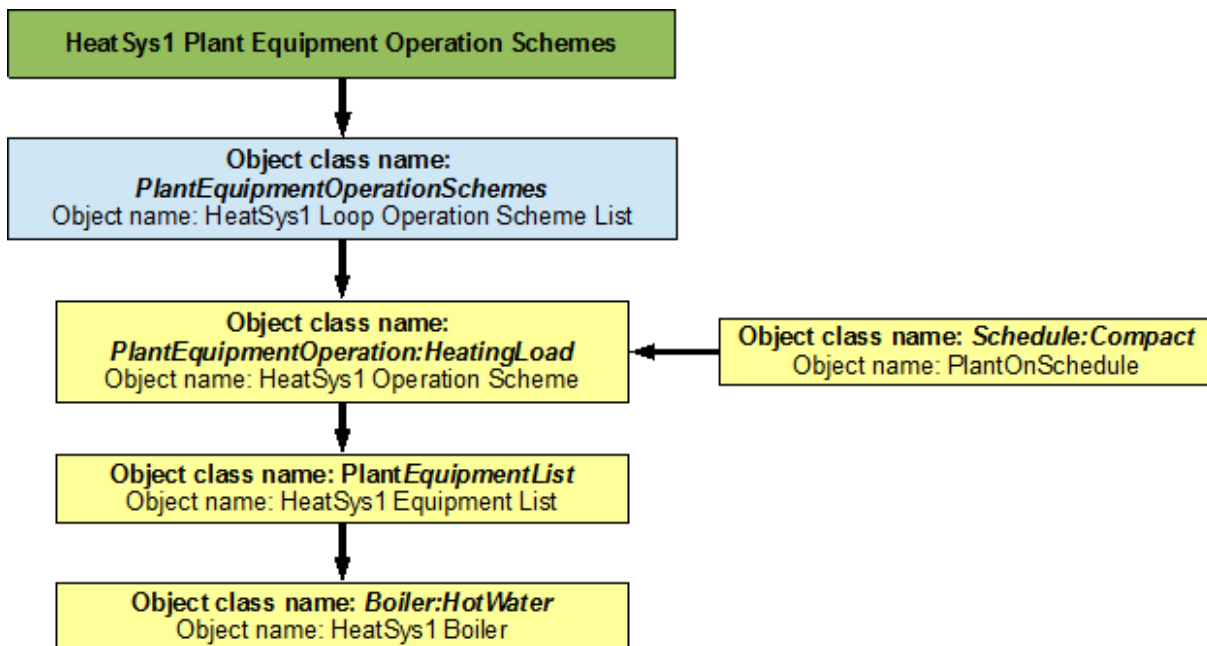 HeatSys1 Plant Equipment Operation Schemes
Object class name:
PlantEquipmentOperationSchemes
Object name: HeatSys1 Loop Operation Scheme List
Object class name:
PlantEquipmentOperation:HeatingLoad
Object name: HeatSys1 Operation Scheme
Object class name: Schedule:Compact
Object name: PlantOnSchedule
Object class name: PlantEquipmentList
Object name: HeatSys1 Equipment List
Object class name: Boiler:HotWater
Object name: HeatSys1 Boiler